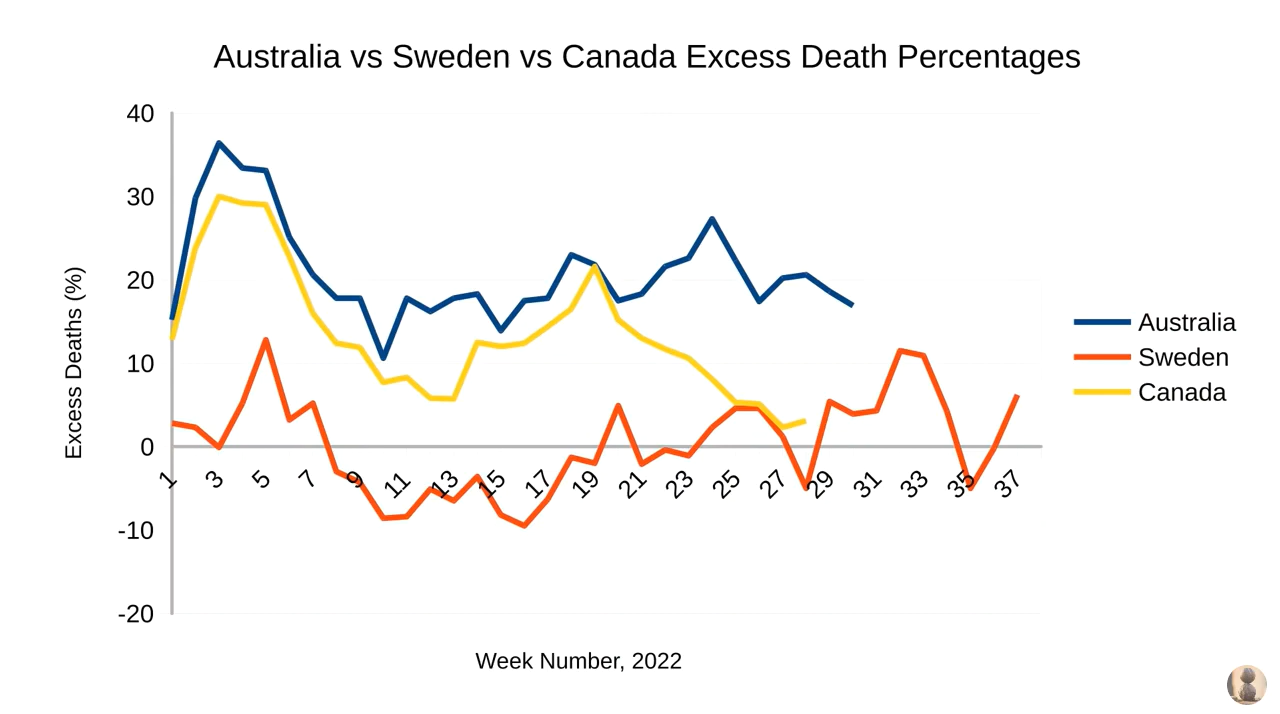 Australia vs Sweden vs Canada Excess Death Percentages
40
30
20
10
0
-10
-20
Excess Deaths (%)
1 3 5 7 9 11 13 15 17 19 21 23 25 27 29 31 33 35 37
Week Number, 2022
Australia
Sweden
Canada